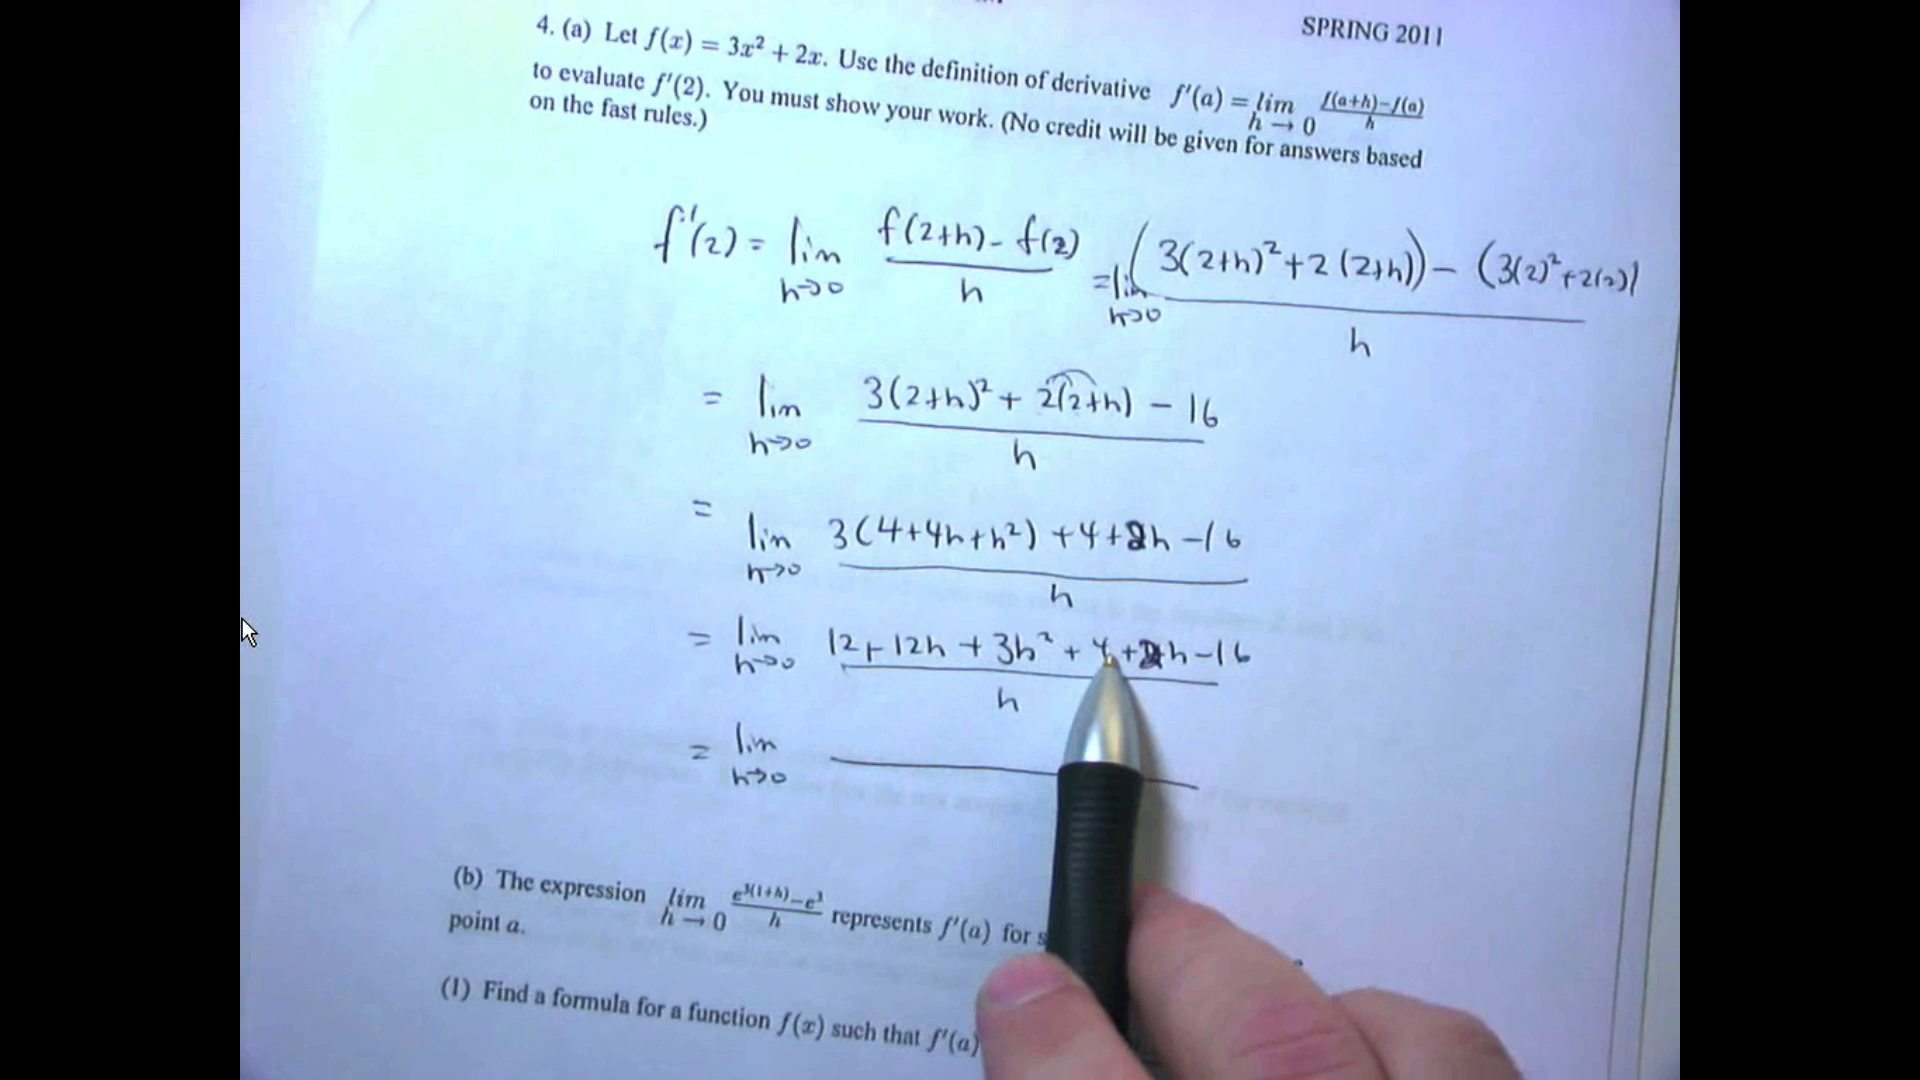 SPRING 2011
4. (a) Let f(x) = 3x² + 2x. Use the definition of derivative f′(a) = lim h → 0 f(a+h)−f(a) / h
to evaluate f′(2). You must show your work. (No credit will be given for answers based
on the fast rules.)
f'(2) = lim h→0 f(2+h) - f(2) / h = lim h→0 (3(2+h)² + 2(2+h)) - (3(2)² + 2(2)) / h
= lim h→0 3(2+h)² + 2(2+h) - 16 / h
= lim h→0 3(4+4h+h²) + 4 + 2h - 16 / h
= lim h→0 12 + 12h + 3h² + 4 + 2h - 16 / h
= lim h→0
(b) The expression lim h → 0 e^3(1+h) − e^3 / h represents f′(a) for
point a.
(1) Find a formula for a function f(x) such that f′(a)